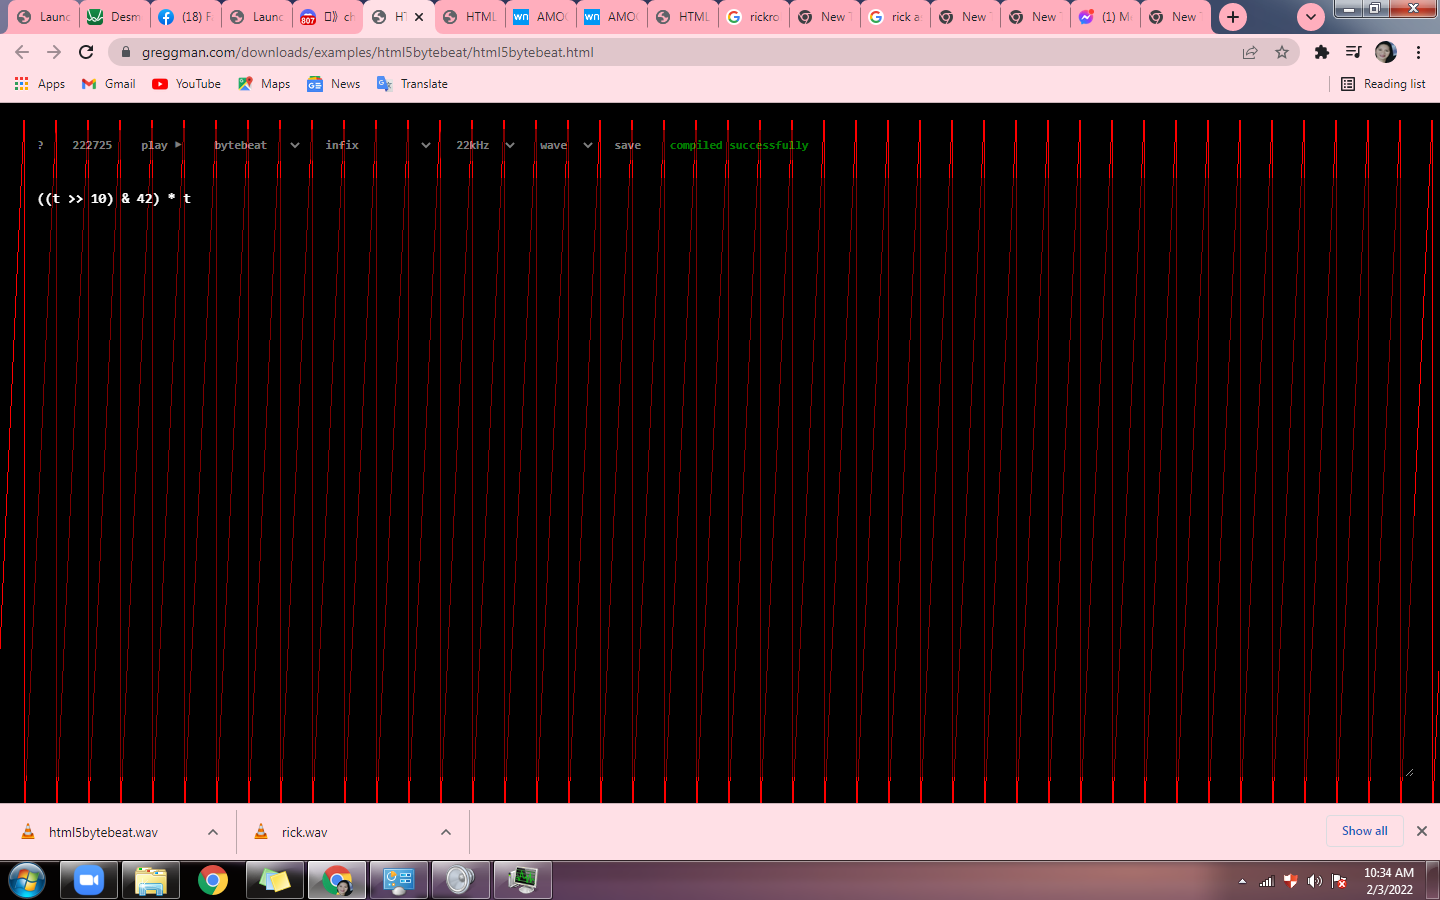 Launc Desm (18) F Launc ch HT HTML AMO AMO HTML rickro New rick a New New (1) M New
greggman.com/downloads/examples/html5bytebeat/html5bytebeat.html
Apps Gmail YouTube Maps News Translate Reading list
? 222725 play bytebeat infix 22kHz wave save compiled successfully
((t >> 10) & 42) * t
html5bytebeat.wav rick.wav Show all
10:34 AM
2/3/2022